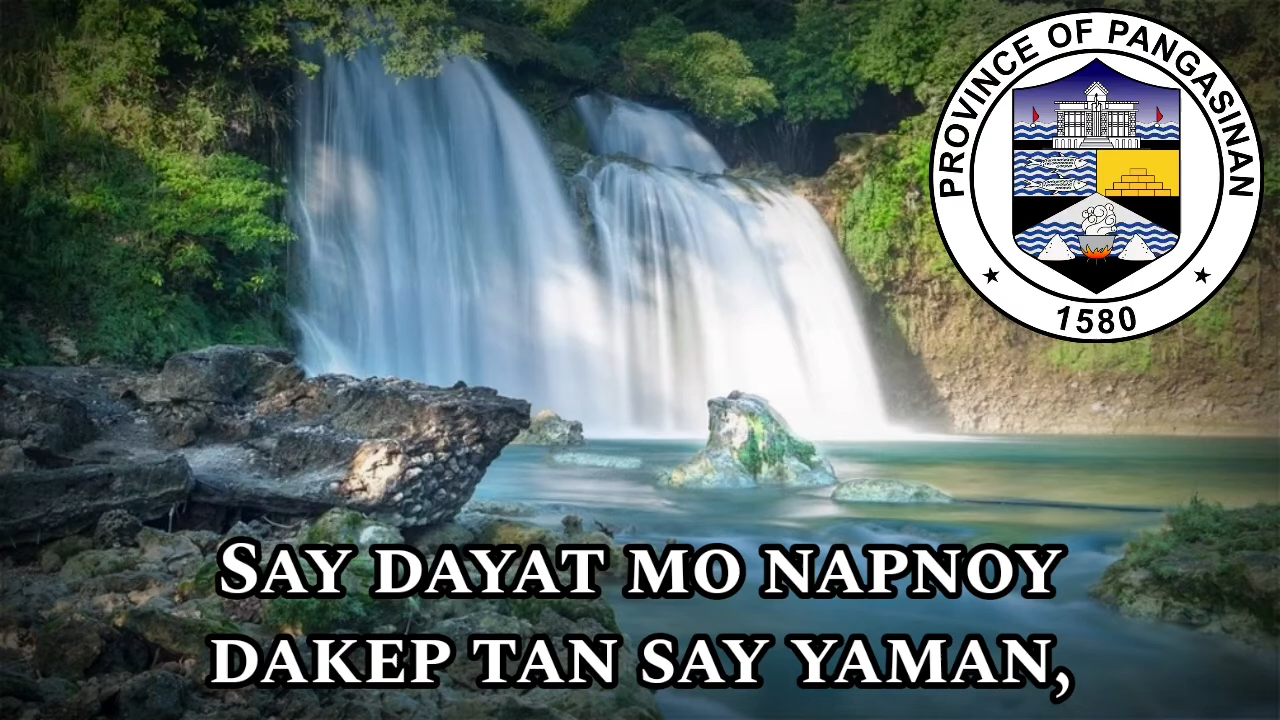 PROVINCE OF PANGASINAN
1580
SAY DAYAT MO NAPNOY
DAKEP TAN SAY YAMAN,